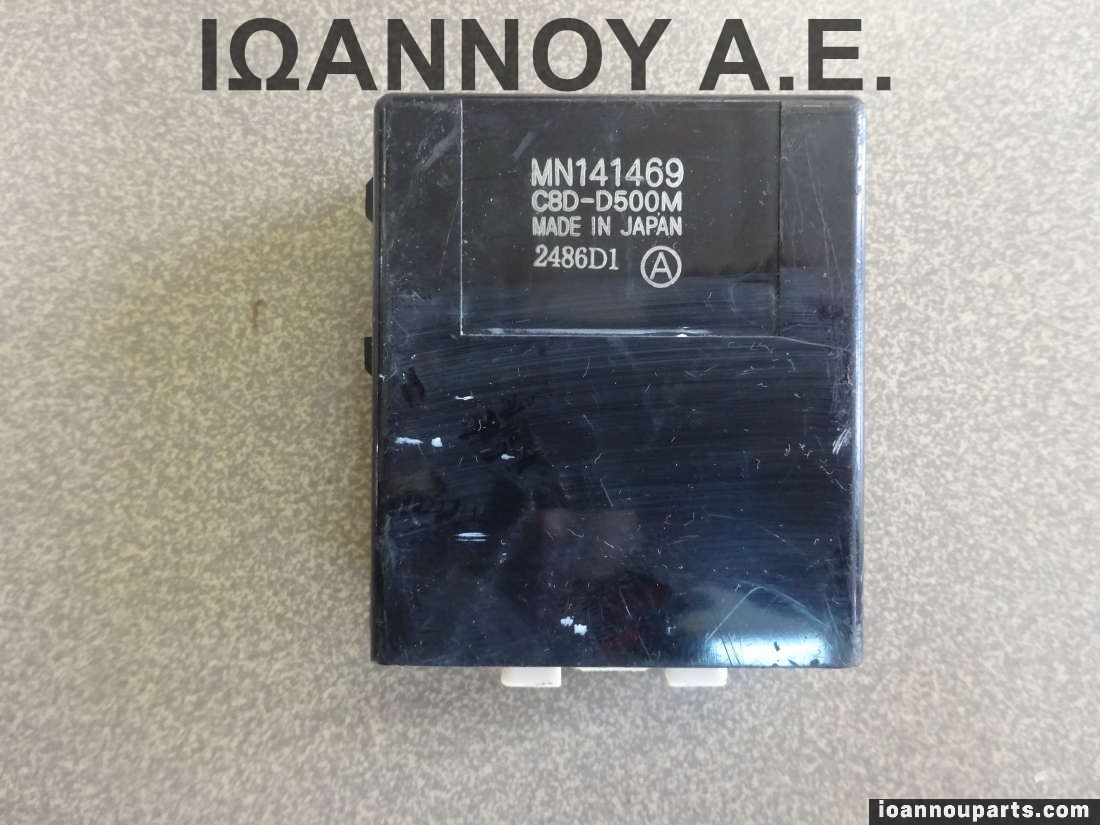 ΙΩΑΝΝΟΥ Α.Ε.
MN141469
C8D-D500M
MADE IN JAPAN
2486D1 Ⓐ
ioannouparts.com